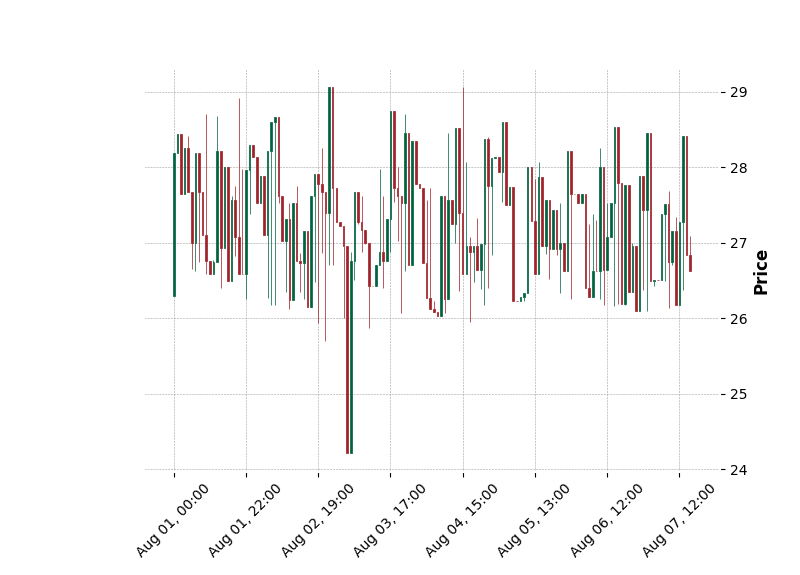 29
28
27
26
25
24
Price
Aug 01, 00:00
Aug 01, 22:00
Aug 02, 19:00
Aug 03, 17:00
Aug 04, 15:00
Aug 05, 13:00
Aug 06, 12:00
Aug 07, 12:00